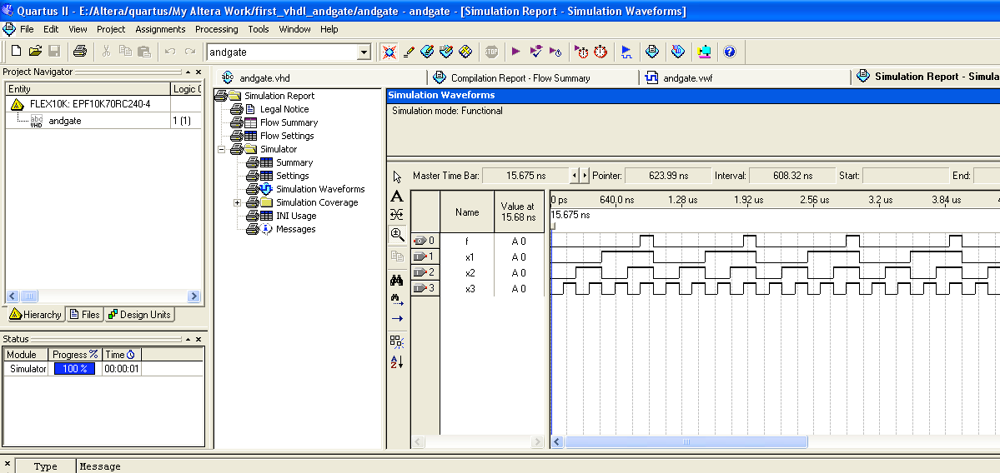 Quartus II - E:/Altera/quartus/My Altera Work/first_vhdl_andgate/andgate - andgate - [Simulation Report - Simulation Waveforms]
File Edit View Project Assignments Processing Tools Window Help
andgate
STOP
Project Navigator
Entity Logic C
FLEX10K: EPF10K70RC240-4
abc
VHD andgate 1 (1)
Hierarchy Files Design Units
Status
Module Progress % Time
Simulator 100 % 00:00:01
andgate.vhd Compilation Report - Flow Summary andgate.vwf Simulation Report - Simula
Simulation Report
Legal Notice
Flow Summary
Flow Settings
Simulator
Summary
Settings
Simulation Waveforms
Simulation Coverage
INI Usage
Messages
Simulation Waveforms
Simulation mode: Functional
Master Time Bar: 15.675 ns Pointer: 623.99 ns Interval: 608.32 ns Start: End:
Name Value at
15.68 ns
0 ps 640.0 ns 1.28 us 1.92 us 2.56 us 3.2 us 3.84 us 4
15.675 ns
0 f A 0
1 x1 A 0
2 x2 A 0
3 x3 A 0
Type Message